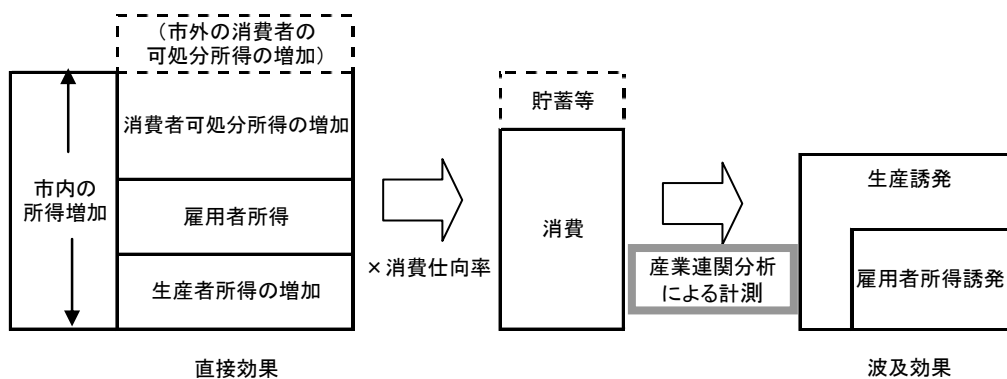 （市外の消費者の
可処分所得の増加）
消費者可処分所得の増加
市内の
所得増加
雇用者所得
生産者所得の増加
直接効果
×消費仕向率
貯蓄等
消費
産業連関分析
による計測
生産誘発
雇用者所得誘発
波及効果